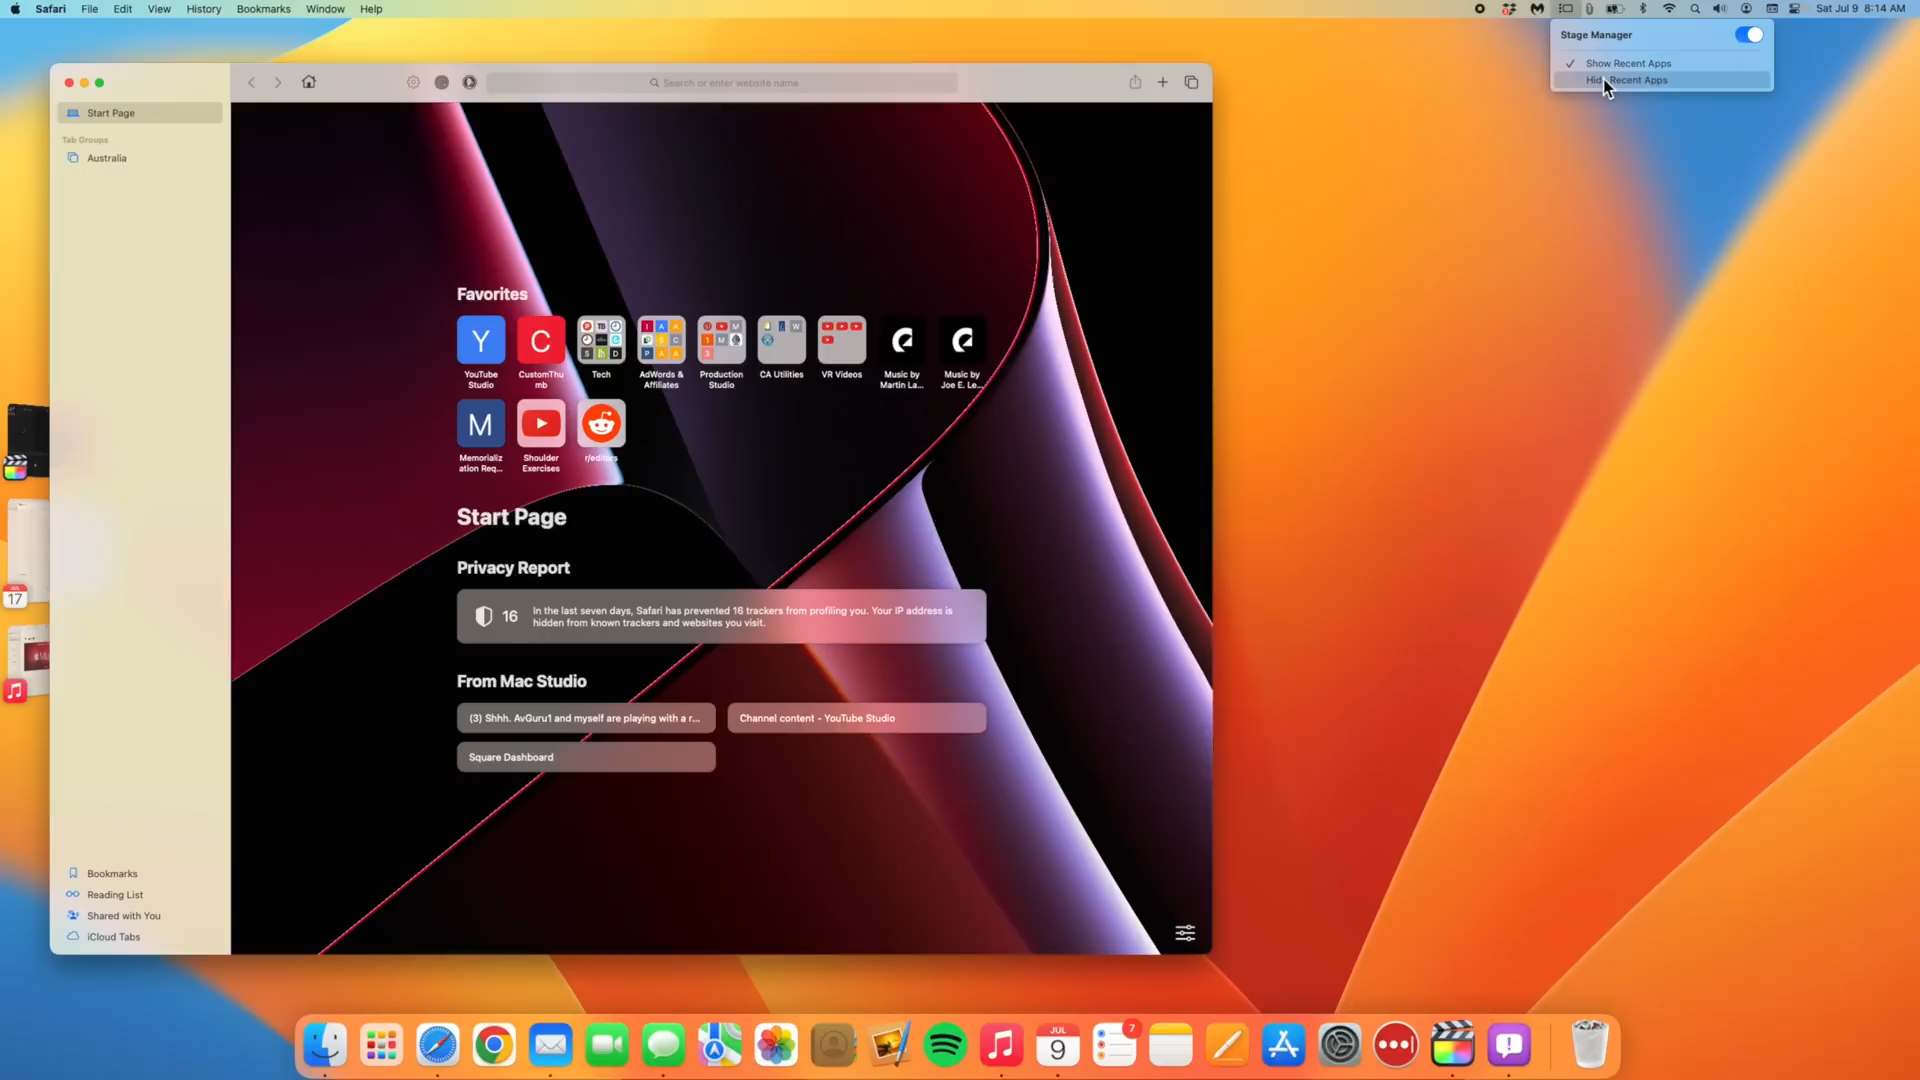 Safari File Edit View History Bookmarks Window Help
Sat Jul 9 8:14 AM
Stage Manager
✓ Show Recent Apps
Recent Apps
Search or enter website name
Start Page
Tab Groups
Australia
Favorites
Y C
YouTube Studio
CustomThu
mb
Tech
AdWords &
Affiliates
Production
Studio
CA Utilities
VR Videos
Music by
Martin La...
Music by
Joe E. Le...
M
Memorializ
ation Req...
Shoulder
Exercises
Start Page
Privacy Report
16
In the last seven days, Safari has prevented 16 trackers from profiling you. Your IP address is
hidden from known trackers and websites you visit.
From Mac Studio
(3) Shhh. AvGuru1 and myself are playing with a r...
Channel content - YouTube Studio
Square Dashboard
Bookmarks
Reading List
Shared with You
iCloud Tabs
17
JUL
9
7